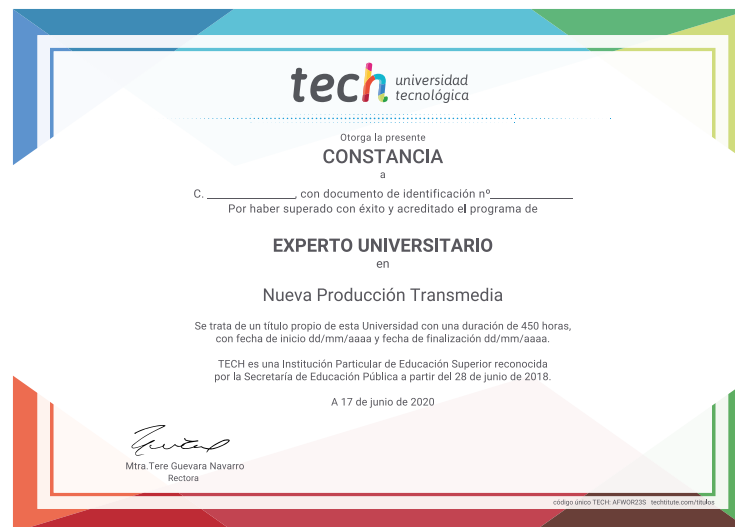 tech universidad
tecnológica
Otorga la presente
CONSTANCIA
a
C. ______________, con documento de identificación nº_____________
Por haber superado con éxito y acreditado el programa de
EXPERTO UNIVERSITARIO
en
Nueva Producción Transmedia
Se trata de un título propio de esta Universidad con una duración de 450 horas,
con fecha de inicio dd/mm/aaaa y fecha de finalización dd/mm/aaaa.
TECH es una Institución Particular de Educación Superior reconocida
por la Secretaría de Educación Pública a partir del 28 de junio de 2018.
A 17 de junio de 2020
Mtra.Tere Guevara Navarro
Rectora
código único TECH: AFWOR23S techtitute.com/titulos